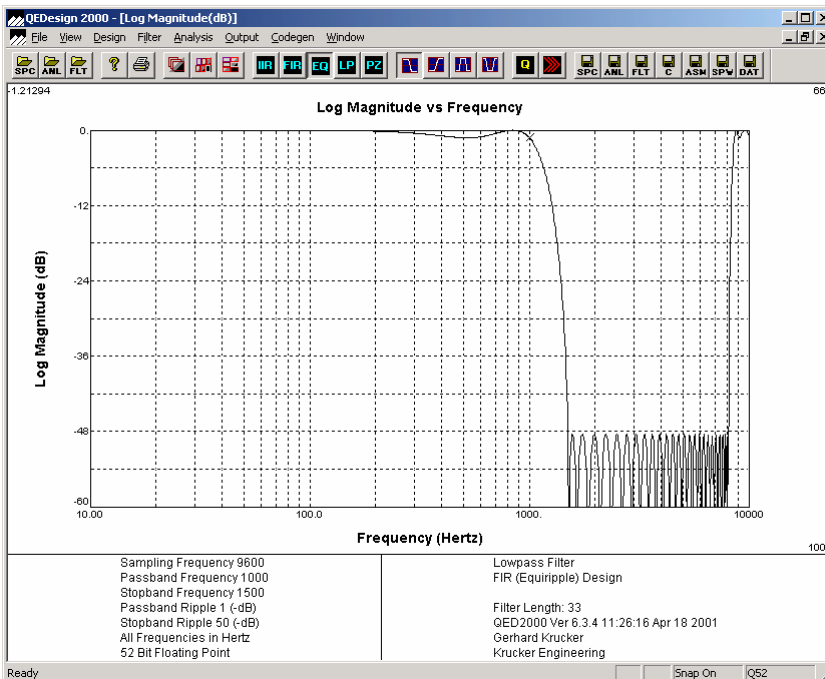 QEDesign 2000 - [Log Magnitude(dB)]
File View Design Filter Analysis Output Codegen Window
SPC ANL FLT ? IIR FIR EQ LP PZ Q SPC ANL FLT C ASM SPW DAT
-1.21294
66
Log Magnitude vs Frequency
0.
-12
-24
-36
-48
-60
Log Magnitude (dB)
10.00 100.0 1000. 10000
Frequency (Hertz)
100
Sampling Frequency 9600
Passband Frequency 1000
Stopband Frequency 1500
Passband Ripple 1 (-dB)
Stopband Ripple 50 (-dB)
All Frequencies in Hertz
52 Bit Floating Point
Lowpass Filter
FIR (Equiripple) Design
Filter Length: 33
QED2000 Ver 6.3.4 11:26:16 Apr 18 2001
Gerhard Krucker
Krucker Engineering
Ready
Snap On
Q52